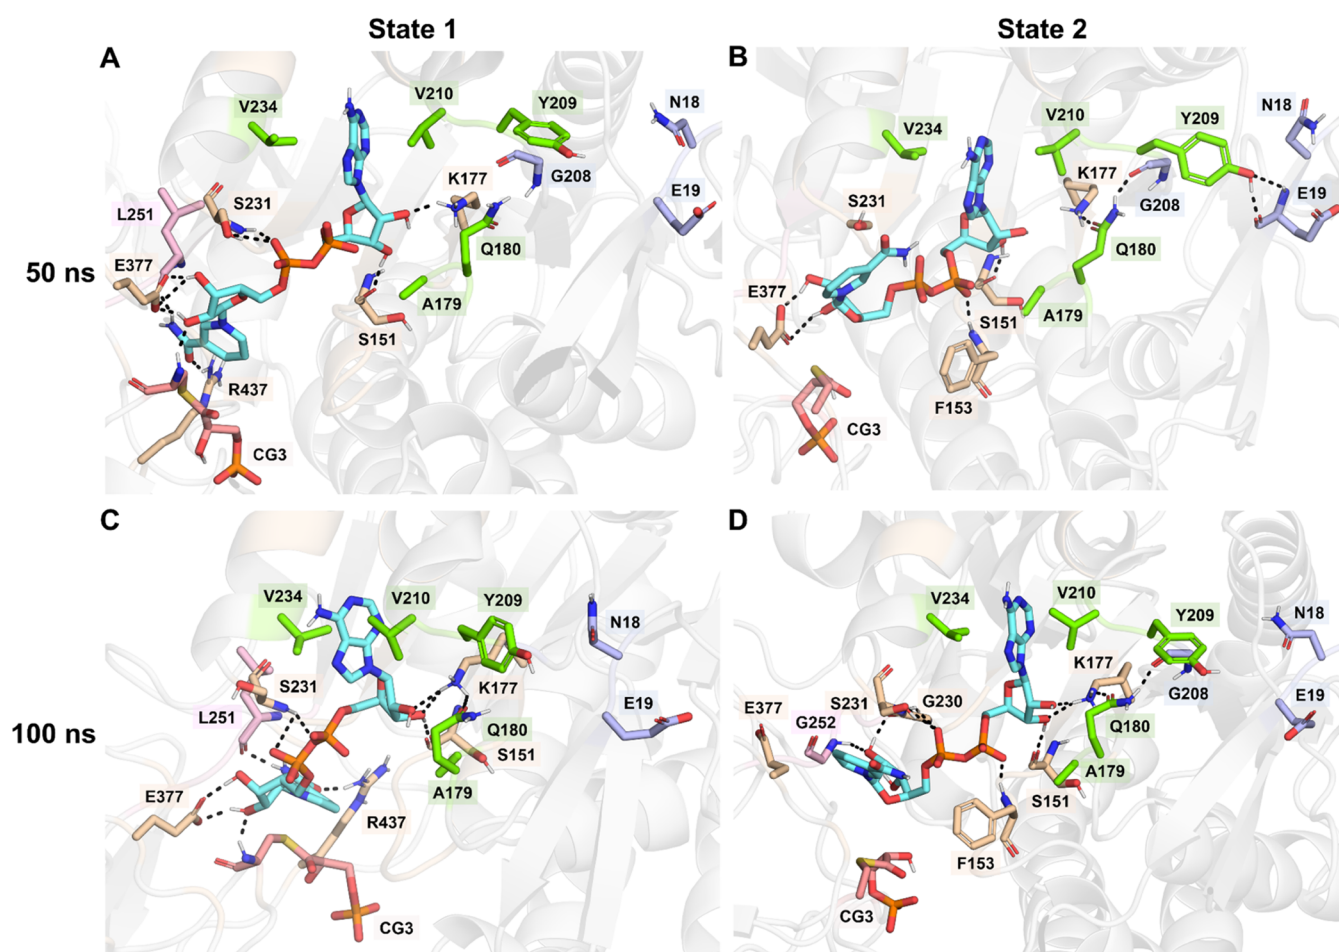 State 1
State 2
A
V234
V210
Y209
N18
K177
G208
L251
S231
E19
Q180
E377
A179
S151
R437
CG3
50 ns
B
V234
V210
Y209
N18
K177
S231
G208
E19
Q180
E377
S151
A179
F153
CG3
C
V234
V210
Y209
N18
S231
K177
L251
E19
Q180
S151
A179
E377
R437
CG3
100 ns
D
V234
V210
Y209
N18
K177
S231
G230
G208
E19
E377
G252
Q180
A179
S151
F153
CG3